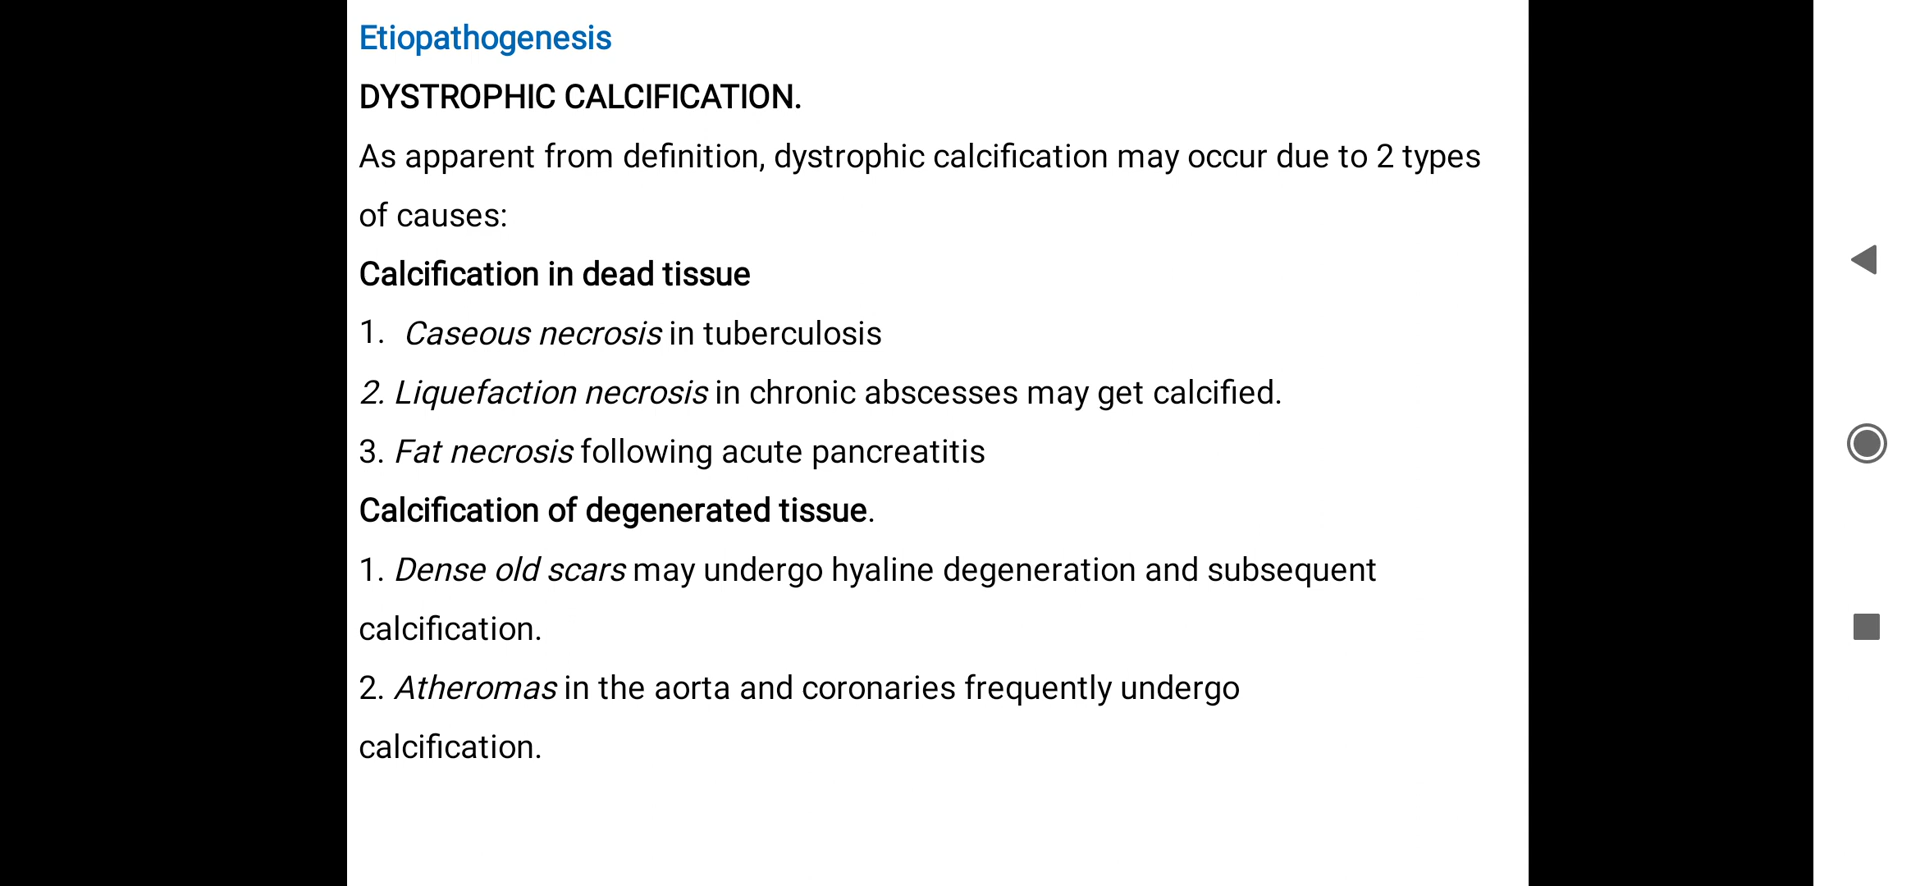 Etiopathogenesis
DYSTROPHIC CALCIFICATION.
As apparent from definition, dystrophic calcification may occur due to 2 types
of causes:
Calcification in dead tissue
1. Caseous necrosis in tuberculosis
2. Liquefaction necrosis in chronic abscesses may get calcified.
3. Fat necrosis following acute pancreatitis
Calcification of degenerated tissue.
1. Dense old scars may undergo hyaline degeneration and subsequent
calcification.
2. Atheromas in the aorta and coronaries frequently undergo
calcification.